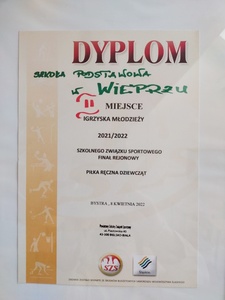 DYPLOM
SZKOŁA PODSTAWOWA
W WIEPRZU
II MIEJSCE
IGRZYSKA MŁODZIEŻY
2021/2022
SZKOLNEGO ZWIĄZKU SPORTOWEGO
FINAŁ REJONOWY
PIŁKA RĘCZNA DZIEWCZĄT
BYSTRA, 6 KWIETNIA 2022
SZS